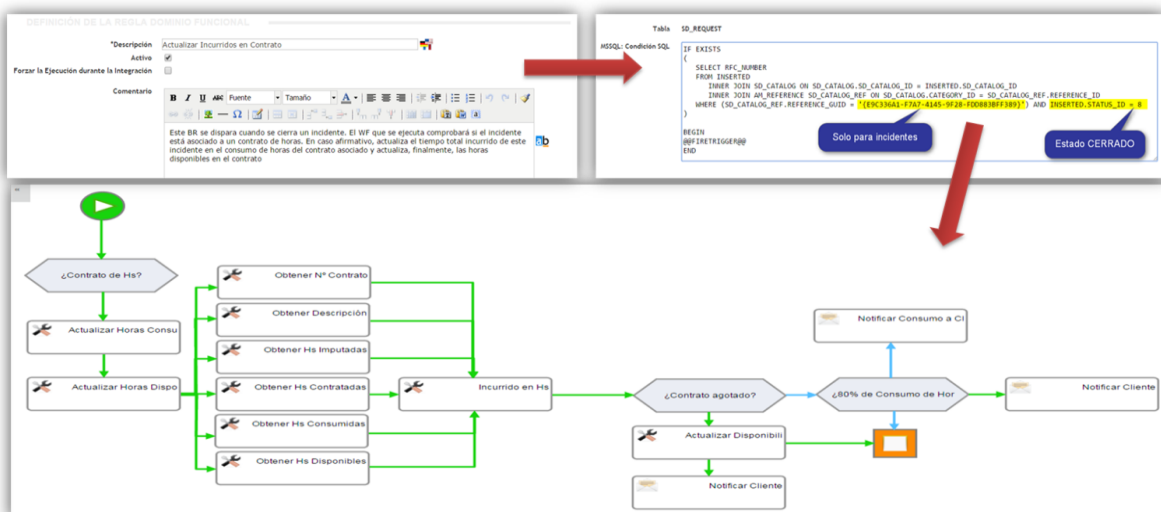 DEFINICIÓN DE LA REGLA DOMINIO FUNCIONAL
*Descripción Actualizar Incurridos en Contrato
Activo
Forzar la Ejecución durante la Integración
Comentario
B I U ABC Fuente Tamaño A
Este BR se dispara cuando se cierra un incidente. El WF que se ejecuta comprobará si el incidente
está asociado a un contrato de horas. En caso afirmativo, actualiza el tiempo total incurrido de este
incidente en el consumo de horas del contrato asociado y actualiza, finalmente, las horas
disponibles en el contrato
Tabla SD_REQUEST
MSSQL: Condición SQL
IF EXISTS
(
SELECT RFC_NUMBER
FROM INSERTED
INNER JOIN SD_CATALOG ON SD_CATALOG.SD_CATALOG_ID = INSERTED.SD_CATALOG_ID
INNER JOIN AM_REFERENCE SD_CATALOG_REF ON SD_CATALOG.CATEGORY_ID = SD_CATALOG_REF.REFERENCE_ID
WHERE (SD_CATALOG_REF.REFERENCE_GUID = '{E9C336A1-F7A7-4145-9F28-FDD883BFF389}') AND INSERTED.STATUS_ID = 8
)
BEGIN
@@FIRETRIGGER@@
END
Solo para incidentes
Estado CERRADO
¿Contrato de Hs?
Actualizar Horas Consu
Actualizar Horas Dispo
Obtener Nº Contrato
Obtener Descripción
Obtener Hs Imputadas
Obtener Hs Contratadas
Obtener Hs Consumidas
Obtener Hs Disponibles
Incurrido en Hs
¿Contrato agotado?
Actualizar Disponibili
Notificar Cliente
Notificar Consumo a Cl
¿80% de Consumo de Hor
Notificar Cliente